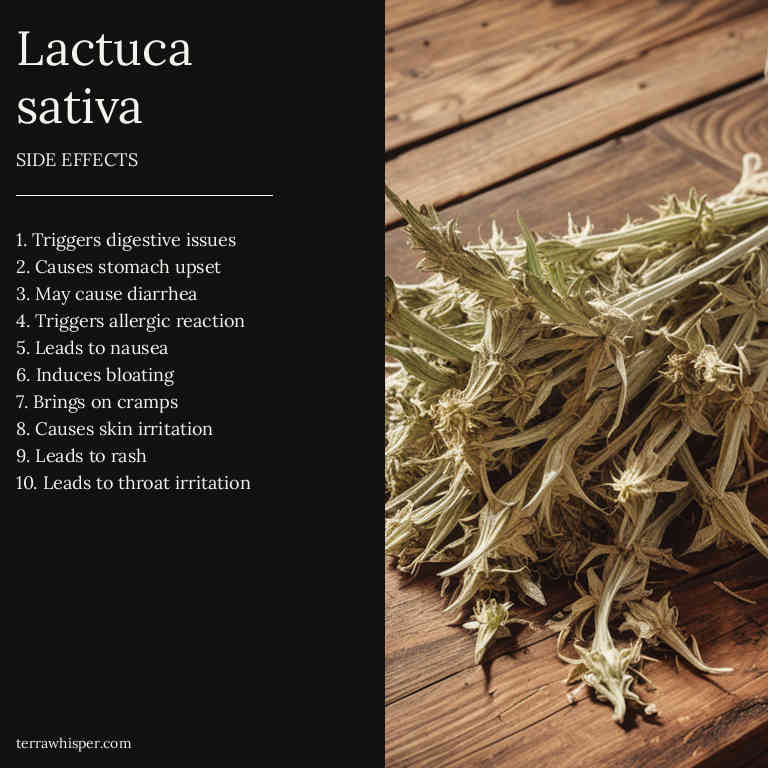 Lactuca
sativa
SIDE EFFECTS
1. Triggers digestive issues
2. Causes stomach upset
3. May cause diarrhea
4. Triggers allergic reaction
5. Leads to nausea
6. Induces bloating
7. Brings on cramps
8. Causes skin irritation
9. Leads to rash
10. Leads to throat irritation
terrawhisper.com